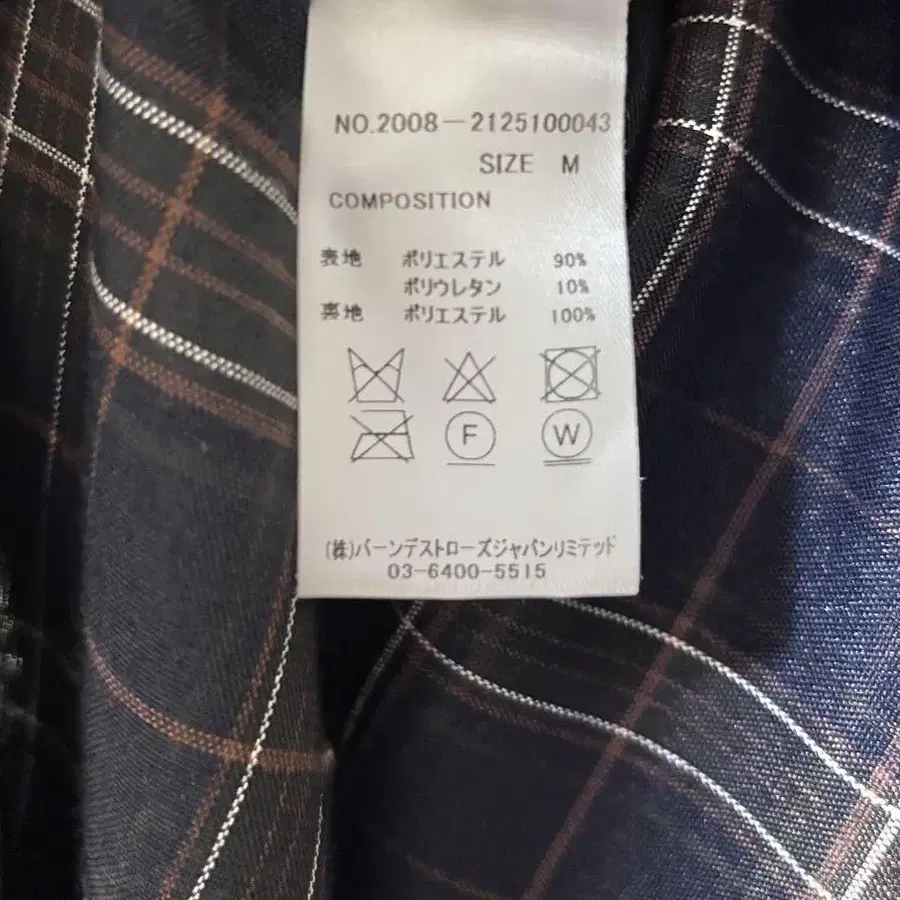 NO.2008-2125100043
SIZE M
COMPOSITION
表地 ポリエステル 90%
ポリウレタン 10%
裏地 ポリエステル 100%
F W
(株)バーンデストローズジャパンリミテッド
03-6400-5515